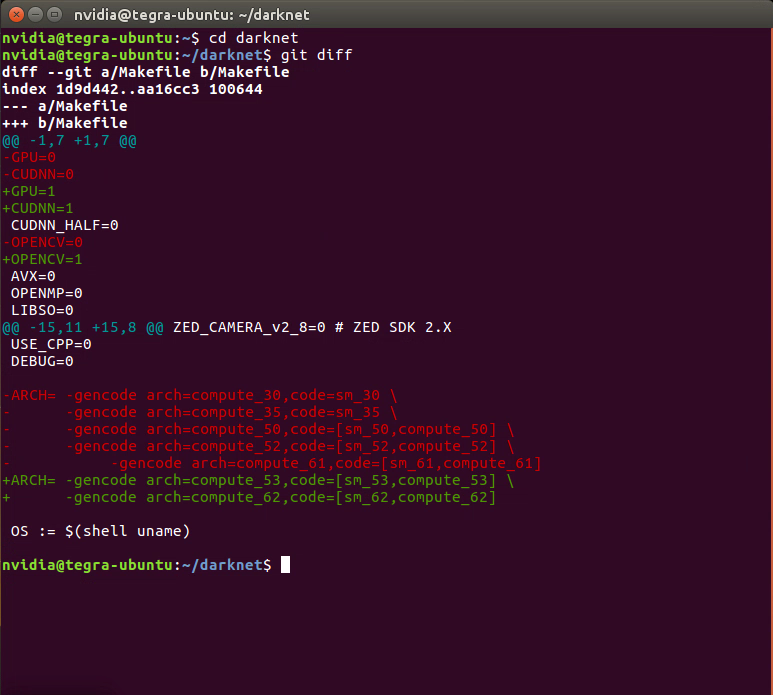 nvidia@tegra-ubuntu: ~/darknet
nvidia@tegra-ubuntu:~$ cd darknet
nvidia@tegra-ubuntu:~/darknet$ git diff
diff --git a/Makefile b/Makefile
index 1d9d442..aa16cc3 100644
--- a/Makefile
+++ b/Makefile
@@ -1,7 +1,7 @@
-GPU=0
-CUDNN=0
+GPU=1
+CUDNN=1
 CUDNN_HALF=0
-OPENCV=0
+OPENCV=1
 AVX=0
 OPENMP=0
 LIBSO=0
@@ -15,11 +15,8 @@ ZED_CAMERA_v2_8=0 # ZED SDK 2.X
 USE_CPP=0
 DEBUG=0
-ARCH= -gencode arch=compute_30,code=sm_30 \
-      -gencode arch=compute_35,code=sm_35 \
-      -gencode arch=compute_50,code=[sm_50,compute_50] \
-      -gencode arch=compute_52,code=[sm_52,compute_52] \
-           -gencode arch=compute_61,code=[sm_61,compute_61]
+ARCH= -gencode arch=compute_53,code=[sm_53,compute_53] \
+      -gencode arch=compute_62,code=[sm_62,compute_62]
 OS := $(shell uname)
nvidia@tegra-ubuntu:~/darknet$